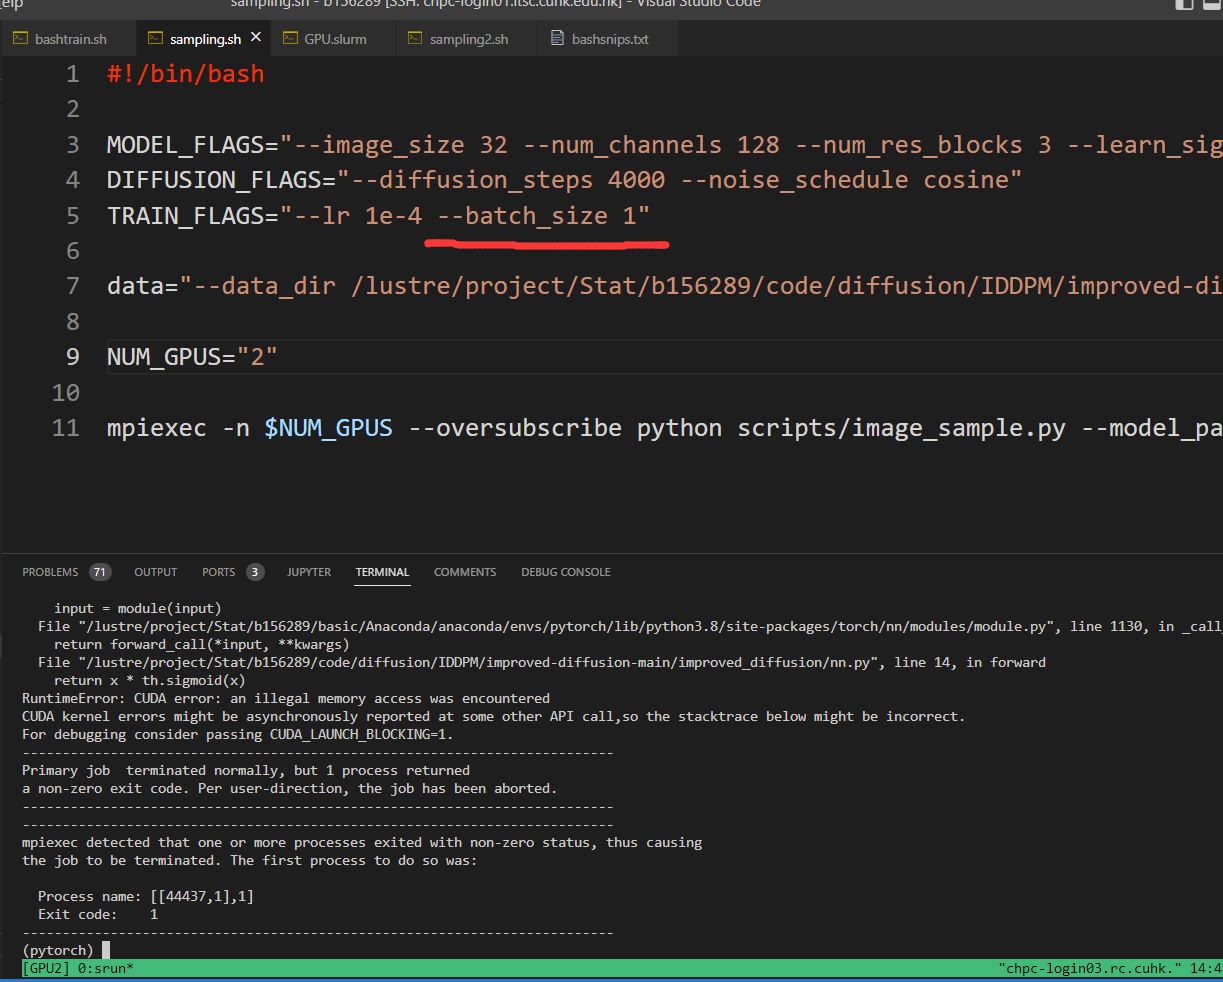 elp
sampling.sh - b156289 [SSH: chpc-login01.itsc.cuhk.edu.hk] - Visual Studio Code
bashtrain.sh sampling.sh GPU.slurm sampling2.sh bashsnips.txt
1 #!/bin/bash
2
3 MODEL_FLAGS="--image_size 32 --num_channels 128 --num_res_blocks 3 --learn_sig
4 DIFFUSION_FLAGS="--diffusion_steps 4000 --noise_schedule cosine"
5 TRAIN_FLAGS="--lr 1e-4 --batch_size 1"
6
7 data="--data_dir /lustre/project/Stat/b156289/code/diffusion/IDDPM/improved-di
8
9 NUM_GPUS="2"
10
11 mpiexec -n $NUM_GPUS --oversubscribe python scripts/image_sample.py --model_pa
PROBLEMS 71 OUTPUT PORTS 3 JUPYTER TERMINAL COMMENTS DEBUG CONSOLE
input = module(input)
File "/lustre/project/Stat/b156289/basic/Anaconda/anaconda/envs/pytorch/lib/python3.8/site-packages/torch/nn/modules/module.py", line 1130, in _call_
return forward_call(*input, **kwargs)
File "/lustre/project/Stat/b156289/code/diffusion/IDDPM/improved-diffusion-main/improved_diffusion/nn.py", line 14, in forward
return x * th.sigmoid(x)
RuntimeError: CUDA error: an illegal memory access was encountered
CUDA kernel errors might be asynchronously reported at some other API call,so the stacktrace below might be incorrect.
For debugging consider passing CUDA_LAUNCH_BLOCKING=1.
--------------------------------------------------------------------------
Primary job  terminated normally, but 1 process returned
a non-zero exit code. Per user-direction, the job has been aborted.
--------------------------------------------------------------------------
--------------------------------------------------------------------------
mpiexec detected that one or more processes exited with non-zero status, thus causing
the job to be terminated. The first process to do so was:
Process name: [[44437,1],1]
Exit code:    1
--------------------------------------------------------------------------
(pytorch)
[GPU2] 0:srun* "chpc-login03.rc.cuhk." 14:4